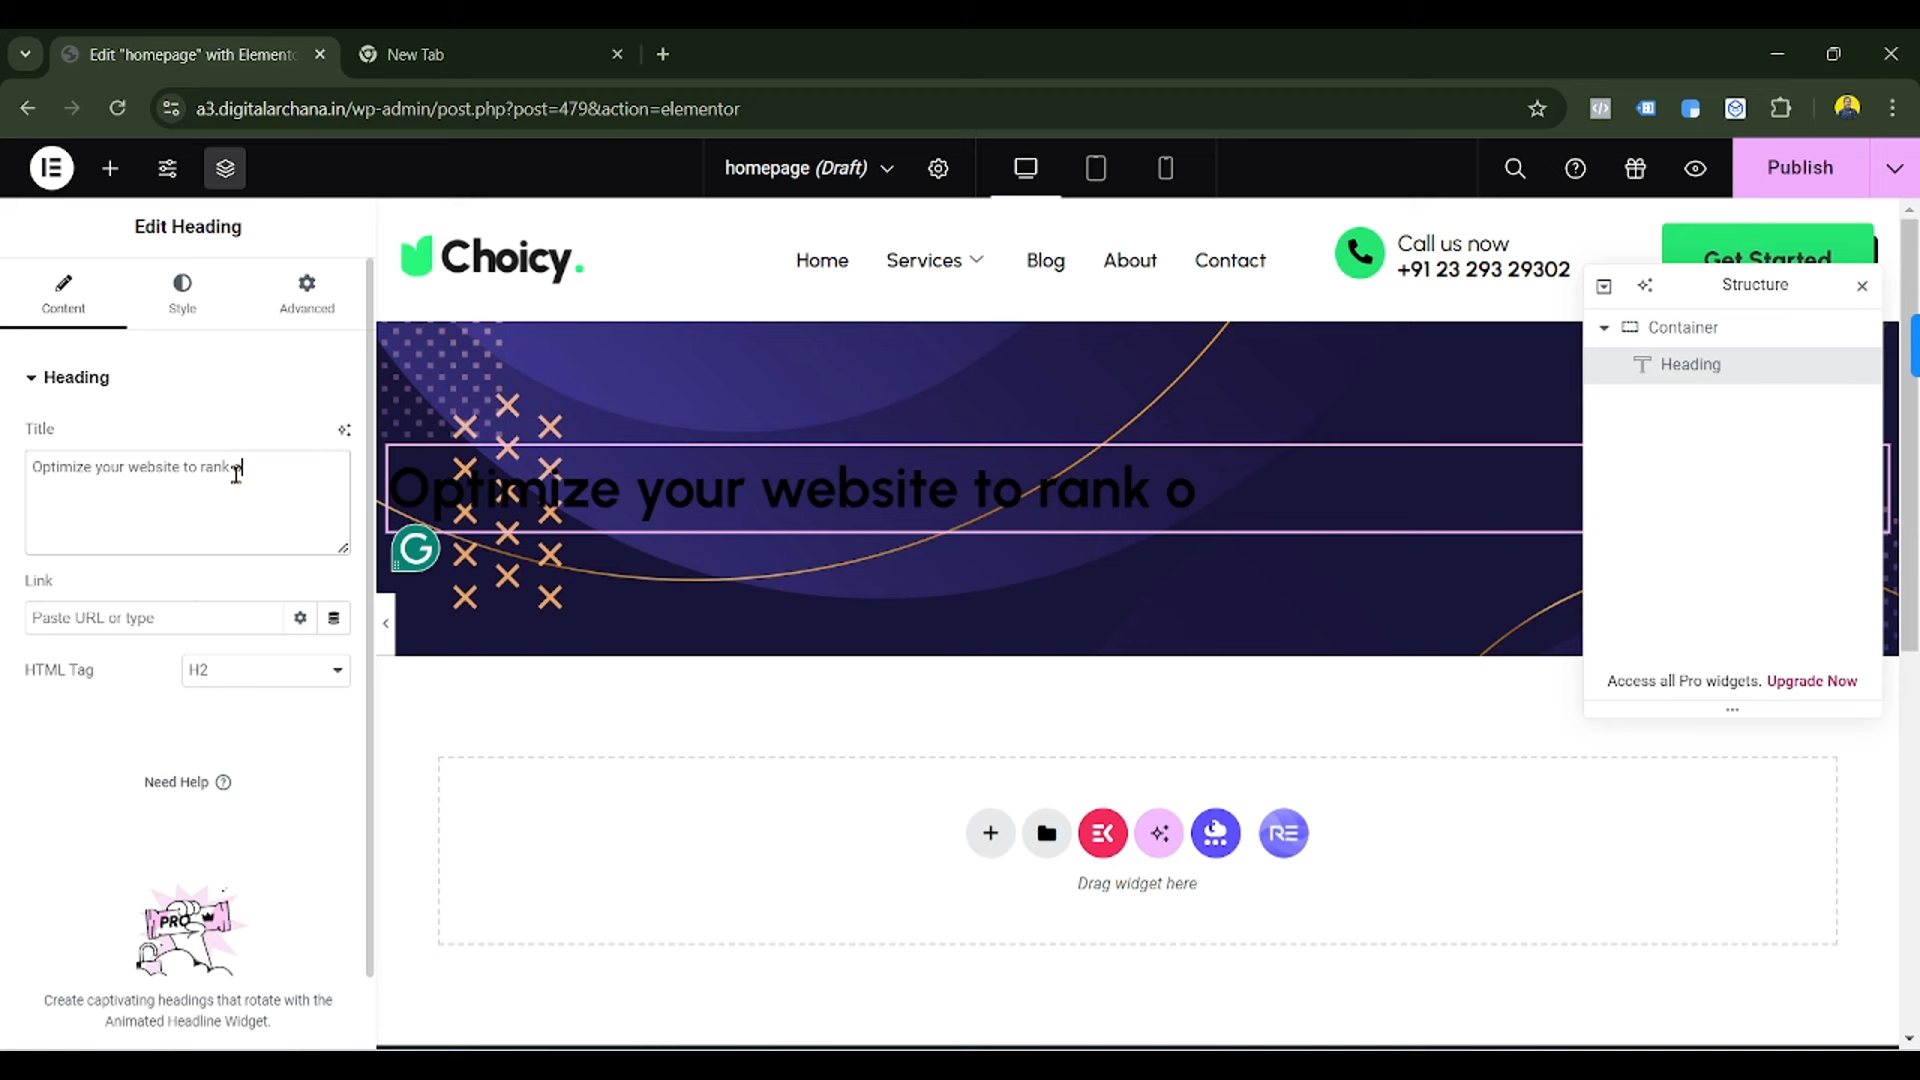 Edit "homepage" with Elemento
New Tab
a3.digitalarchana.in/wp-admin/post.php?post=479&action=elementor
homepage (Draft)
Publish
Edit Heading
Content
Style
Advanced
Heading
Title
Optimize your website to rank o
Link
Paste URL or type
HTML Tag
H2
Need Help
PRO
Create captivating headings that rotate with the
Animated Headline Widget.
Choicy.
Home
Services
Blog
About
Contact
Call us now
+91 23 293 29302
Get Started
Optimize your website to rank o
Structure
Container
Heading
Access all Pro widgets. Upgrade Now
Drag widget here